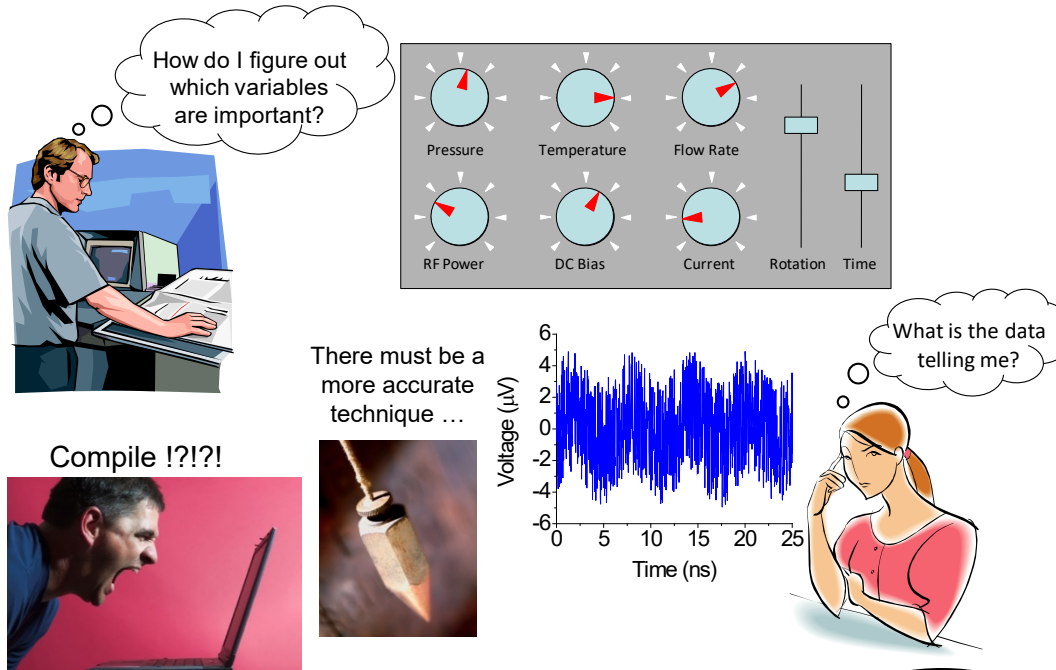 How do I figure out
which variables
are important?
Pressure
Temperature
Flow Rate
RF Power
DC Bias
Current
Rotation
Time
There must be a
more accurate
technique …
Compile !?!?!
6
4
2
0
-2
-4
-6
Voltage (μV)
0
5
10
15
20
25
Time (ns)
What is the data
telling me?